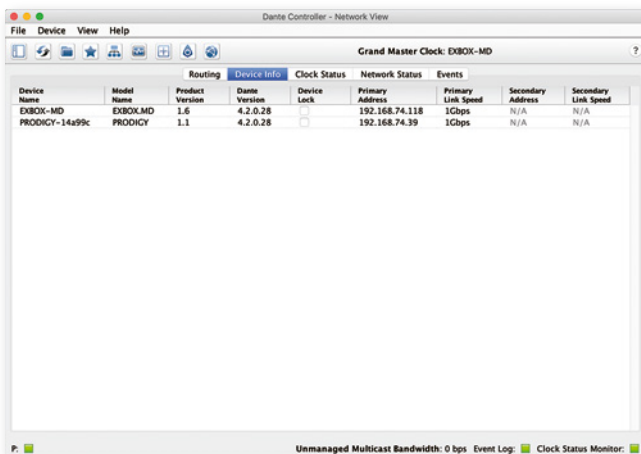 Dante Controller - Network View
File Device View Help
Grand Master Clock: EXBOX-MD
?
Routing Device Info Clock Status Network Status Events
Device Name Model Name Product Version Dante Version Device Lock Primary Address Primary Link Speed Secondary Address Secondary Link Speed
EXBOX-MD EXBOX.MD 1.6 4.2.0.28 192.168.74.118 1Gbps N/A N/A
PRODIGY-14a99c PRODIGY 1.1 4.2.0.28 192.168.74.39 1Gbps N/A N/A
P: Unmanaged Multicast Bandwidth: 0 bps Event Log: Clock Status Monitor: